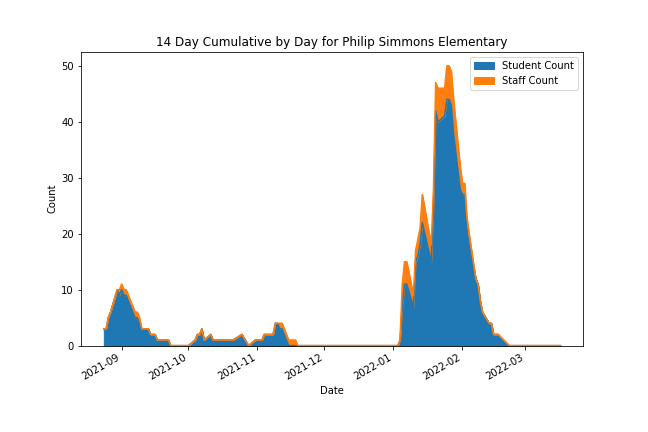 14 Day Cumulative by Day for Philip Simmons Elementary
Student Count
Staff Count
Count
50
40
30
20
10
0
2021-09
2021-10
2021-11
2021-12
2022-01
2022-02
2022-03
Date